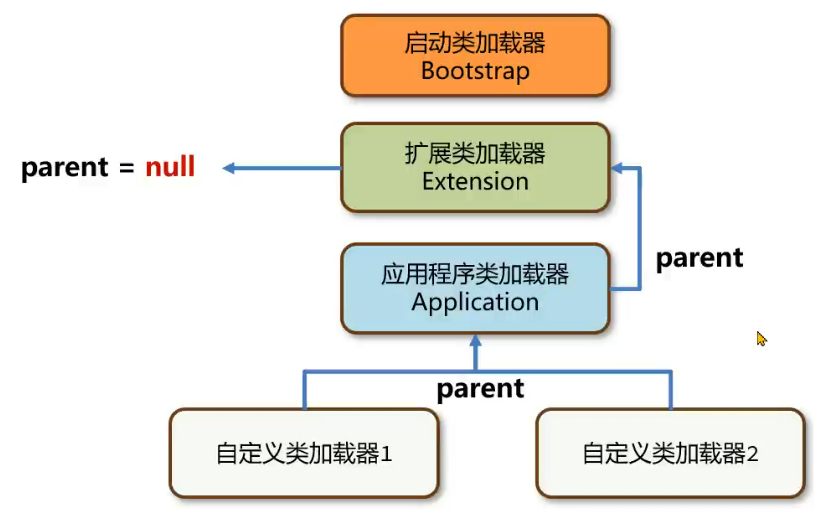 启动类加载器
Bootstrap
扩展类加载器
Extension
parent = null
应用程序类加载器
Application
parent
parent
自定义类加载器1
自定义类加载器2